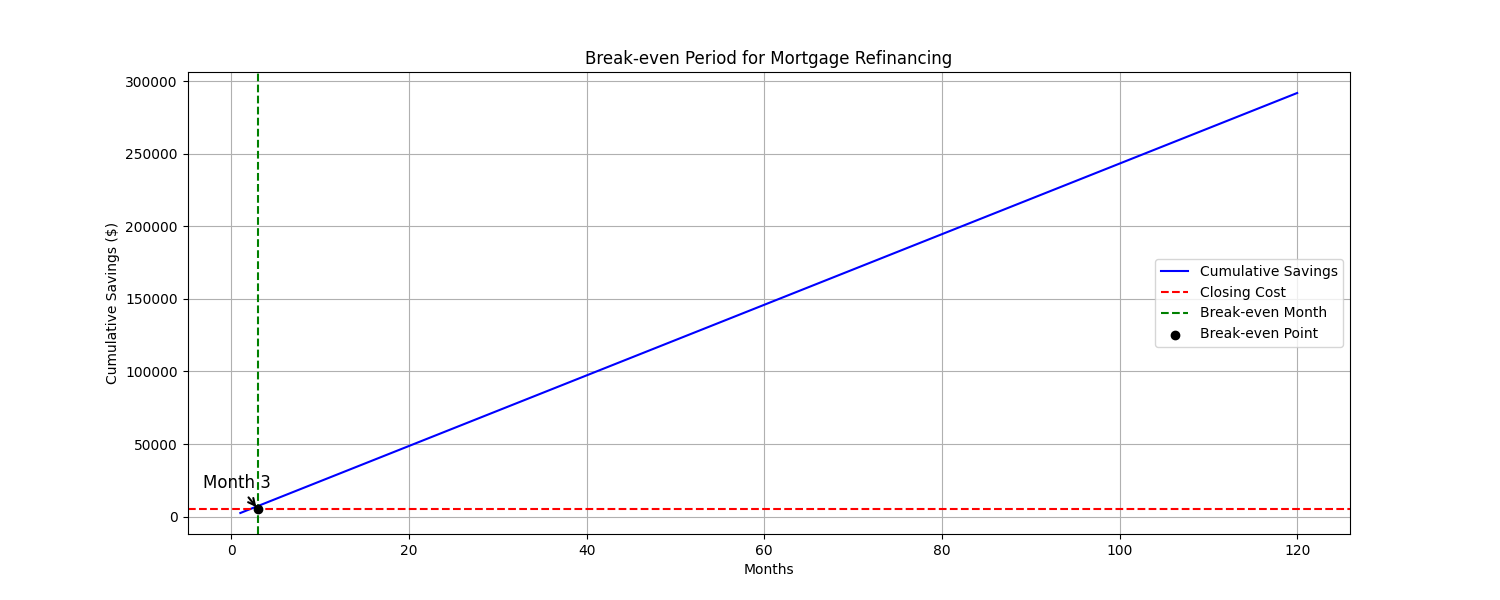 Break-even Period for Mortgage Refinancing
Cumulative Savings ($)
300000
250000
200000
150000
100000
50000
0
Month 3
Cumulative Savings
Closing Cost
Break-even Month
Break-even Point
0 20 40 60 80 100 120
Months